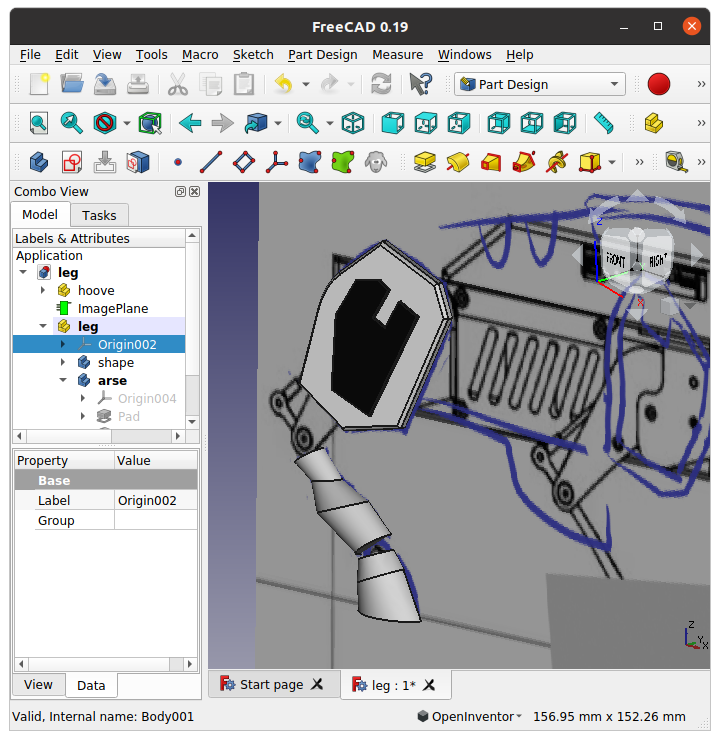 FreeCAD 0.19
File Edit View Tools Macro Sketch Part Design Measure Windows Help
Part Design
Combo View
Model Tasks
Labels & Attributes
Application
leg
hoove
ImagePlane
leg
Origin002
shape
arse
Origin004
Pad
Property Value
Base
Label Origin002
Group
View Data
Z
FRONT RIGHT
X
Z
Y
X
Start page
leg : 1*
Valid, Internal name: Body001
OpenInventor
156.95 mm x 152.26 mm